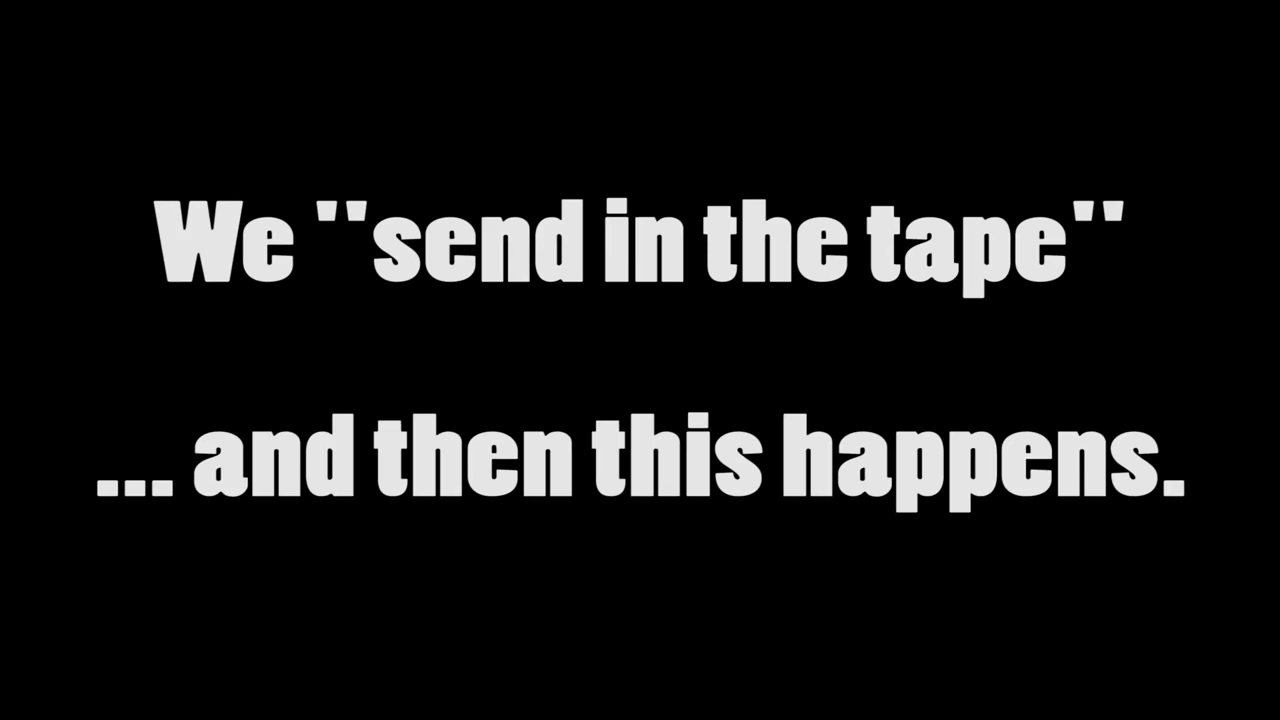 We "send in the tape"
... and then this happens.